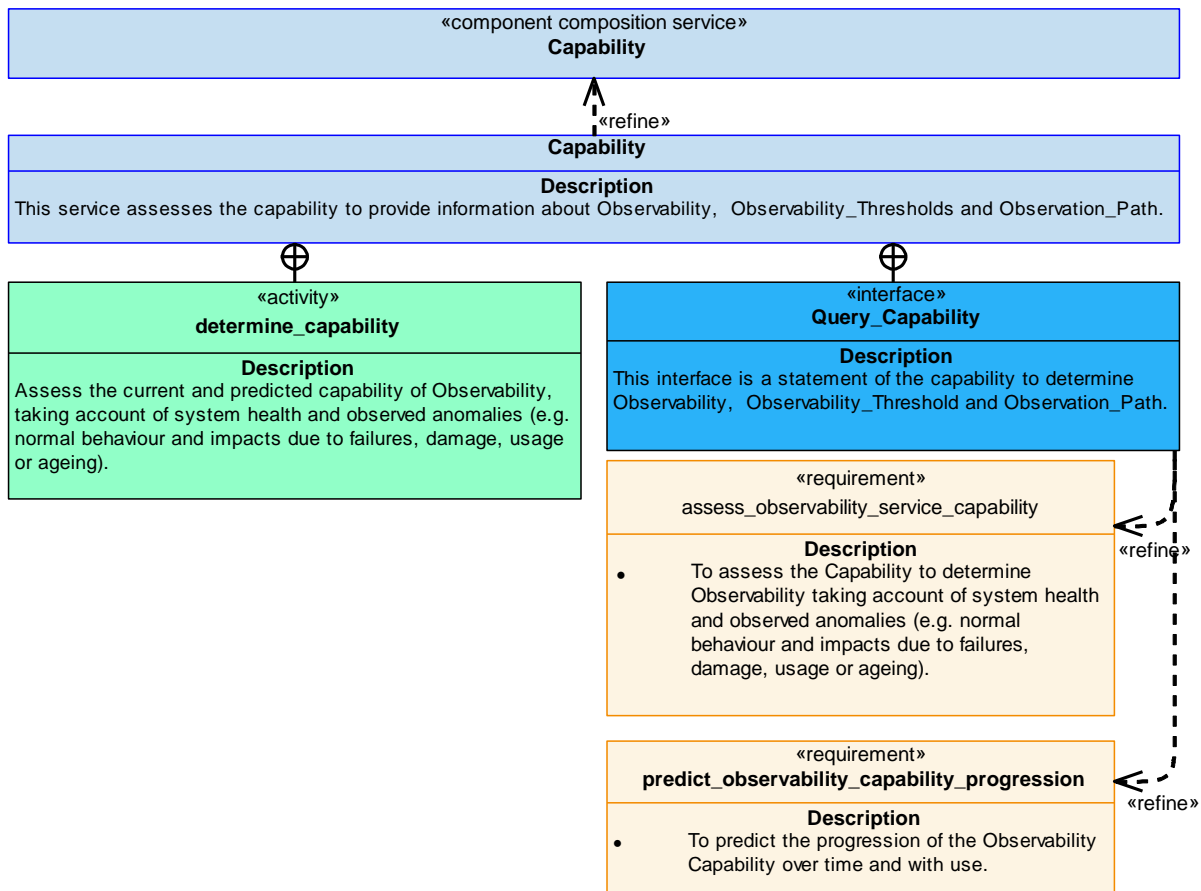 «component composition service»
Capability
«refine»
Capability
Description
This service assesses the capability to provide information about Observability, Observability_Thresholds and Observation_Path.
«activity»
determine_capability
Description
Assess the current and predicted capability of Observability,
taking account of system health and observed anomalies (e.g.
normal behaviour and impacts due to failures, damage, usage
or ageing).
«interface»
Query_Capability
Description
This interface is a statement of the capability to determine
Observability, Observability_Threshold and Observation_Path.
«requirement»
assess_observability_service_capability
«refine»
Description
• To assess the Capability to determine
Observability taking account of system health
and observed anomalies (e.g. normal
behaviour and impacts due to failures,
damage, usage or ageing).
«requirement»
predict_observability_capability_progression
«refine»
Description
• To predict the progression of the Observability
Capability over time and with use.